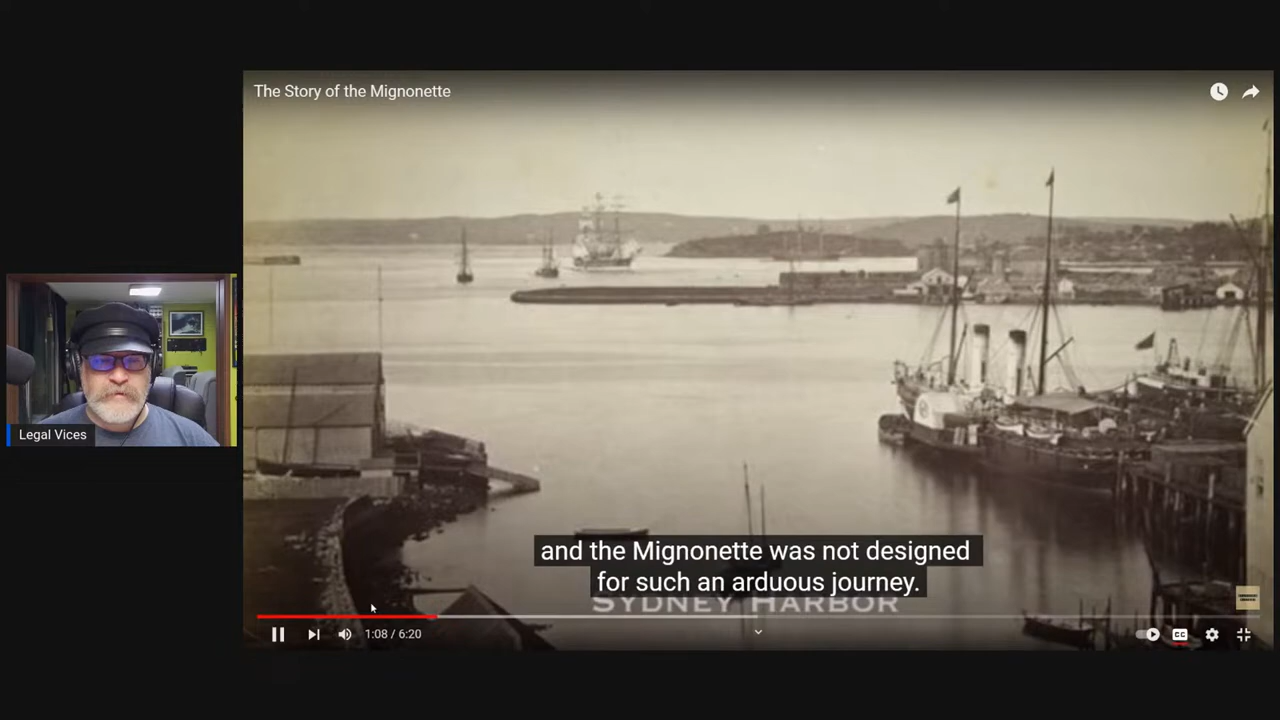 The Story of the Mignonette
Legal Vices
and the Mignonette was not designed
for such an arduous journey.
SYDNEY HARBOR
1:08 / 6:20
CC